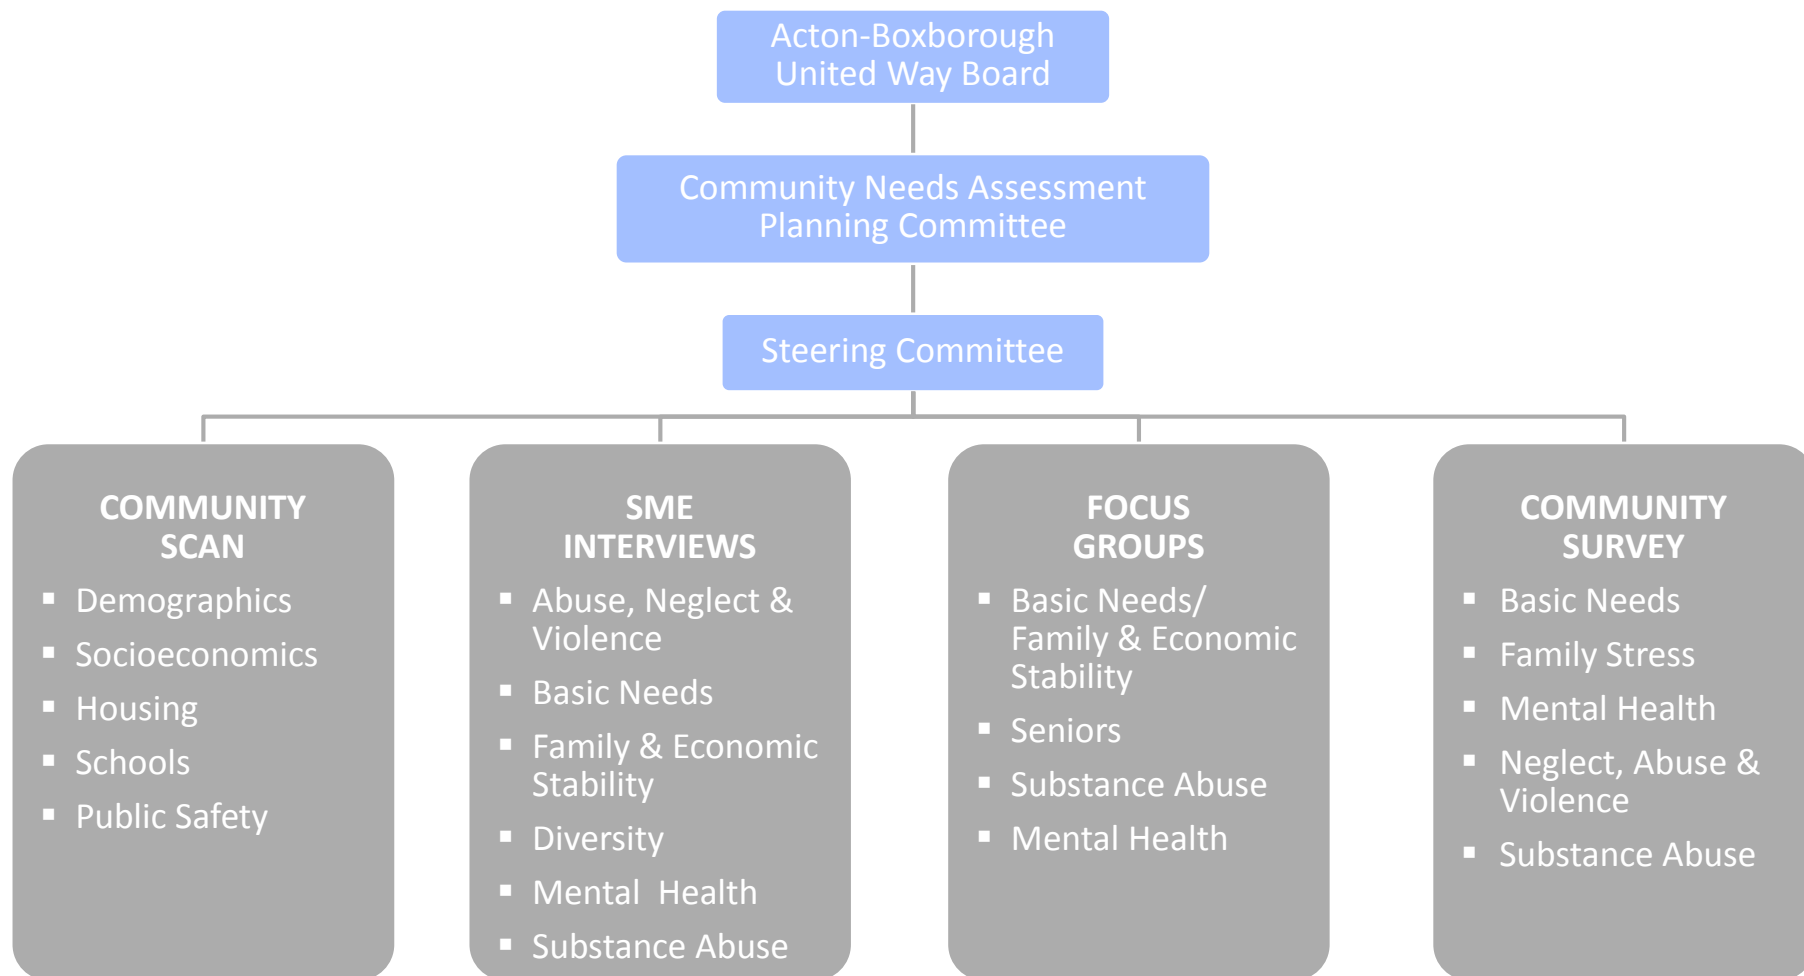 Acton-Boxborough
United Way Board
Community Needs Assessment
Planning Committee
Steering Committee
COMMUNITY
SCAN
▪ Demographics
▪ Socioeconomics
▪ Housing
▪ Schools
▪ Public Safety
SME
INTERVIEWS
▪ Abuse, Neglect &
Violence
▪ Basic Needs
▪ Family & Economic
Stability
▪ Diversity
▪ Mental  Health
▪ Substance Abuse
FOCUS
GROUPS
▪ Basic Needs/
Family & Economic
Stability
▪ Seniors
▪ Substance Abuse
▪ Mental Health
COMMUNITY
SURVEY
▪ Basic Needs
▪ Family Stress
▪ Mental Health
▪ Neglect, Abuse &
Violence
▪ Substance Abuse